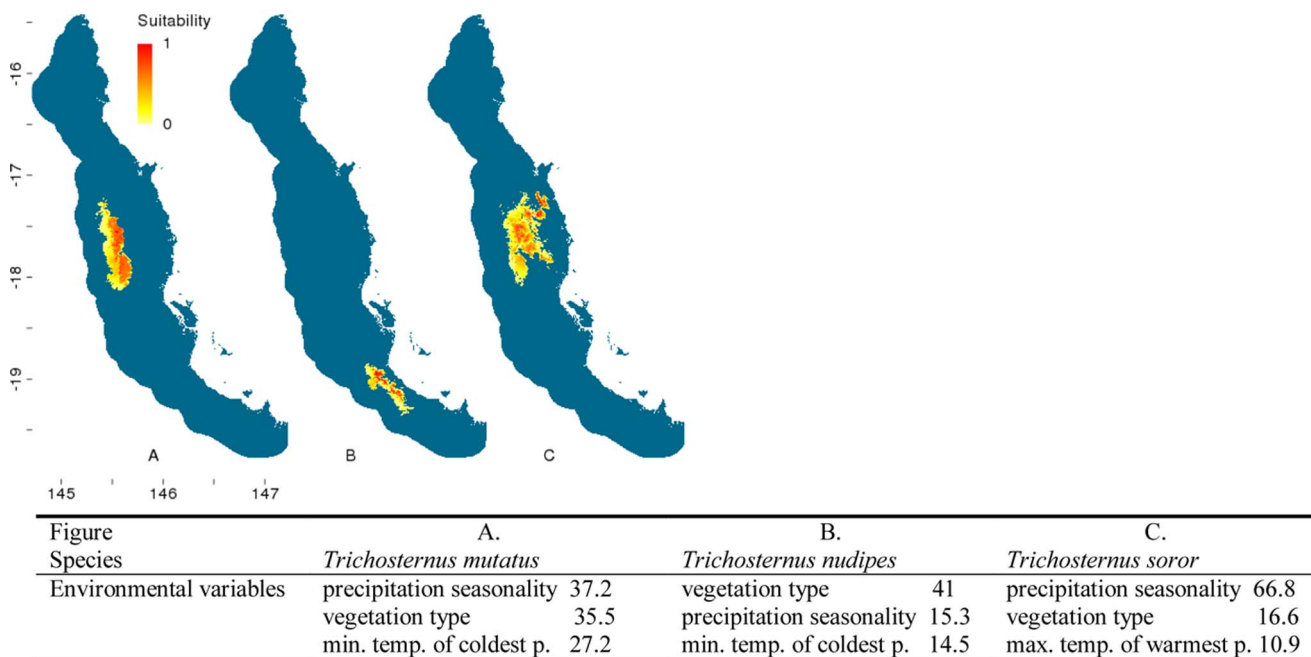 Suitability
1
0
-16
-17
-18
-19
A B C
145 146 147
Figure A. B. C.
Species Trichosternus mutatus Trichosternus nudipes Trichosternus soror
Environmental variables precipitation seasonality 37.2 vegetation type 41 precipitation seasonality 66.8
vegetation type 35.5 precipitation seasonality 15.3 vegetation type 16.6
min. temp. of coldest p. 27.2 min. temp. of coldest p. 14.5 max. temp. of warmest p. 10.9